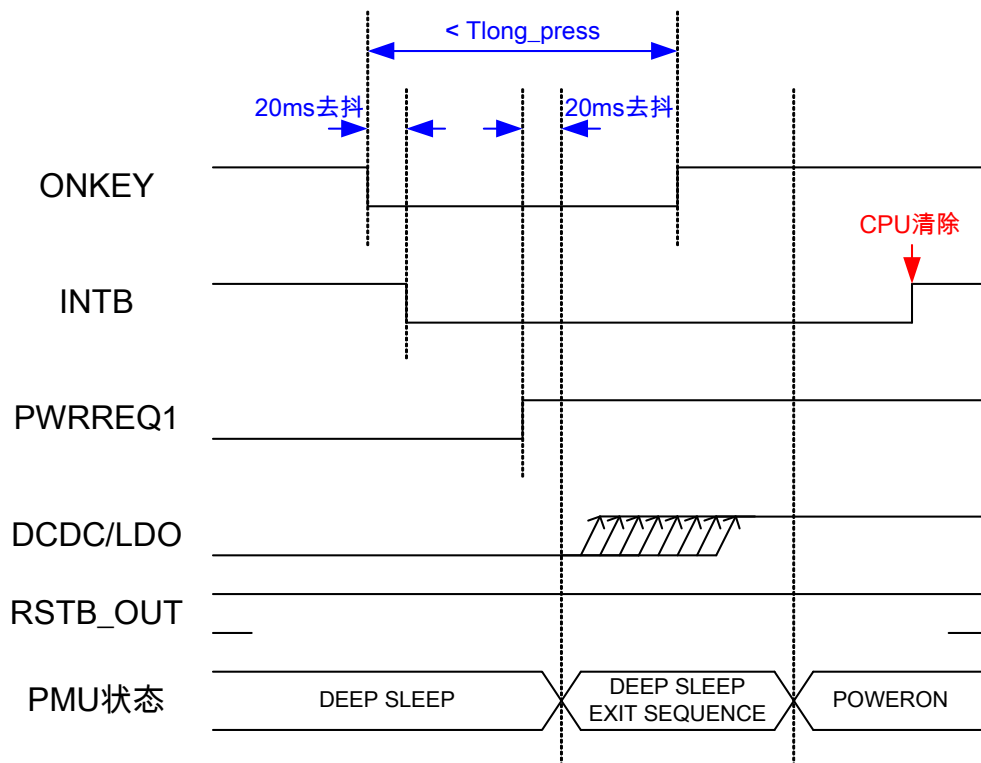 < Tlong_press
20ms去抖
20ms去抖
ONKEY
CPU清除
INTB
PWRREQ1
DCDC/LDO
RSTB_OUT
PMU状态
DEEP SLEEP
DEEP SLEEP
EXIT SEQUENCE
POWERON